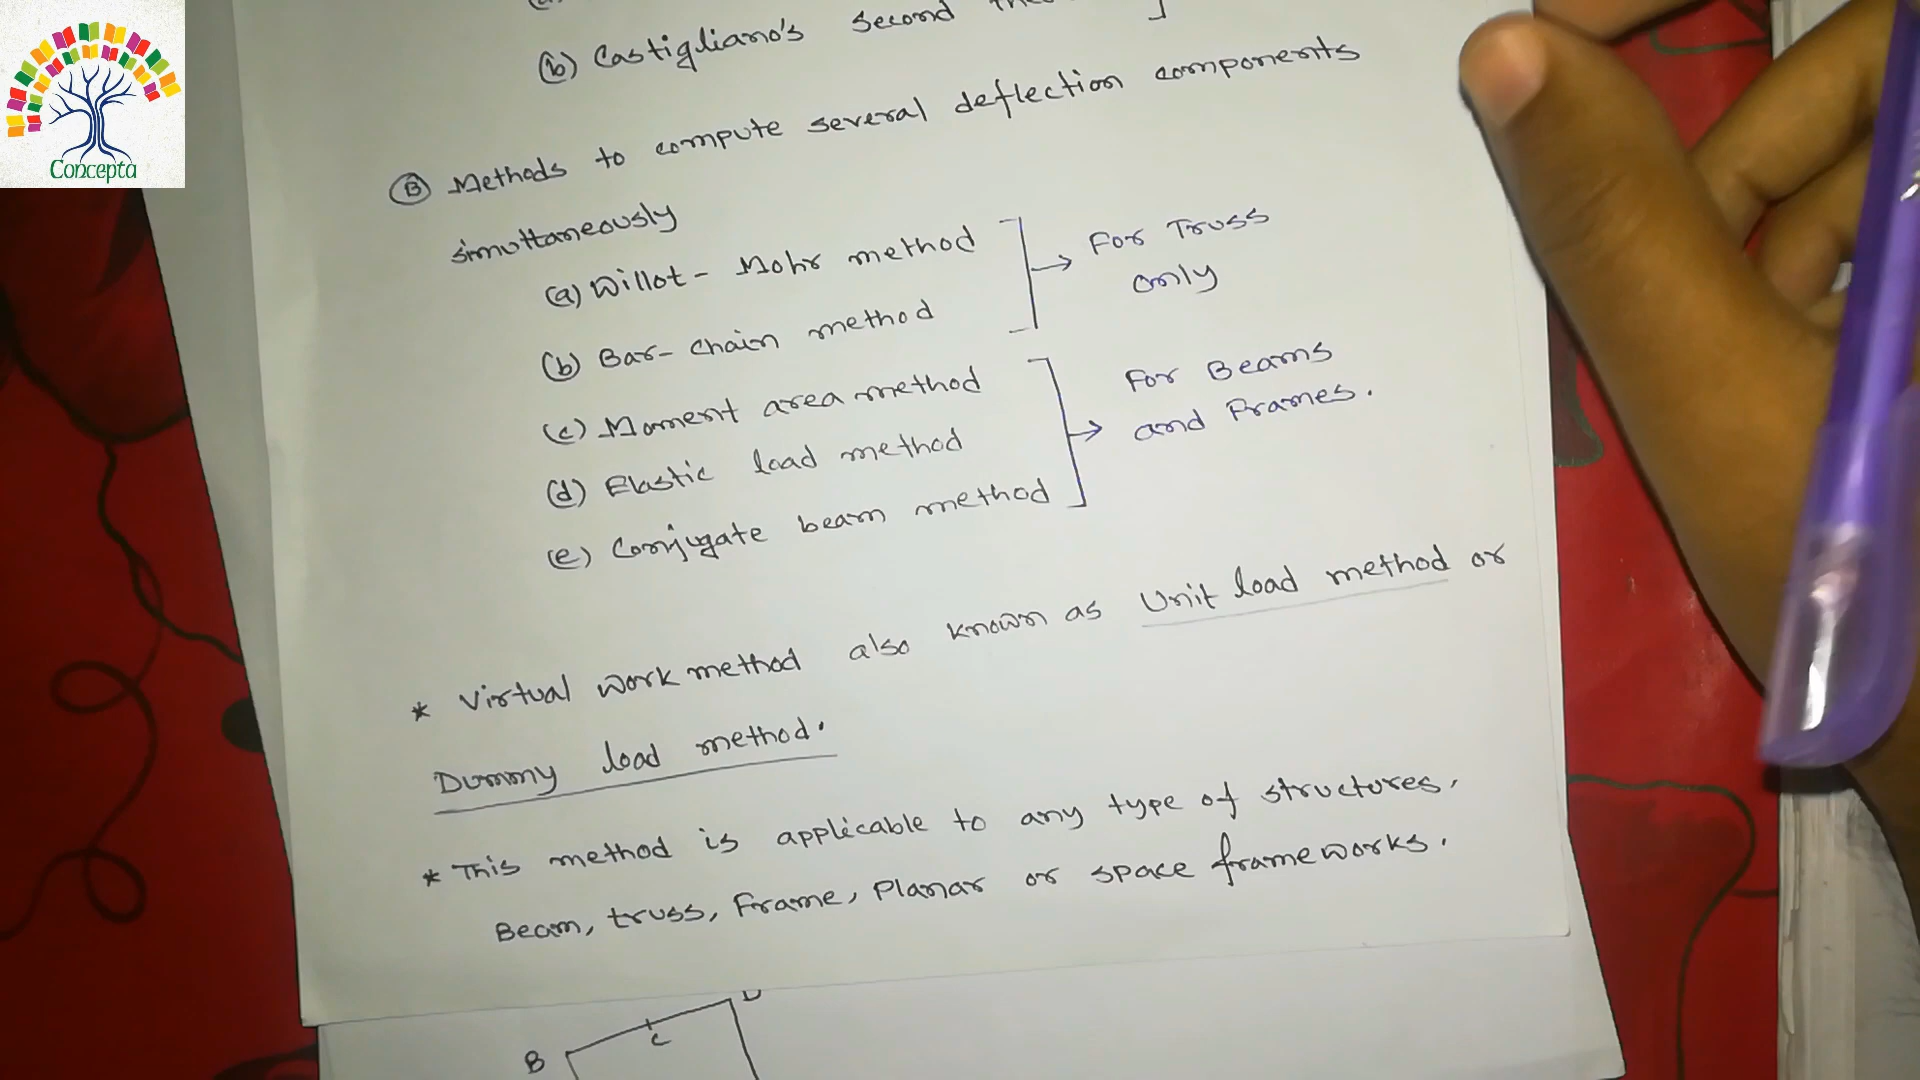 Concepta
(b) Castigliano's second
(B) Methods to compute several deflection components
simultaneously
(a) Willot - Mohr method
(b) Bar - chain method
For Truss
only
(c) Moment area method
(d) Elastic load method
(e) Conjugate beam method
For Beams
and Frames.
* Virtual work method also known as Unit load method or
Dummy load method.
* This method is applicable to any type of structures.
Beam, truss, Frame, Planar or space frameworks.
B
C
D